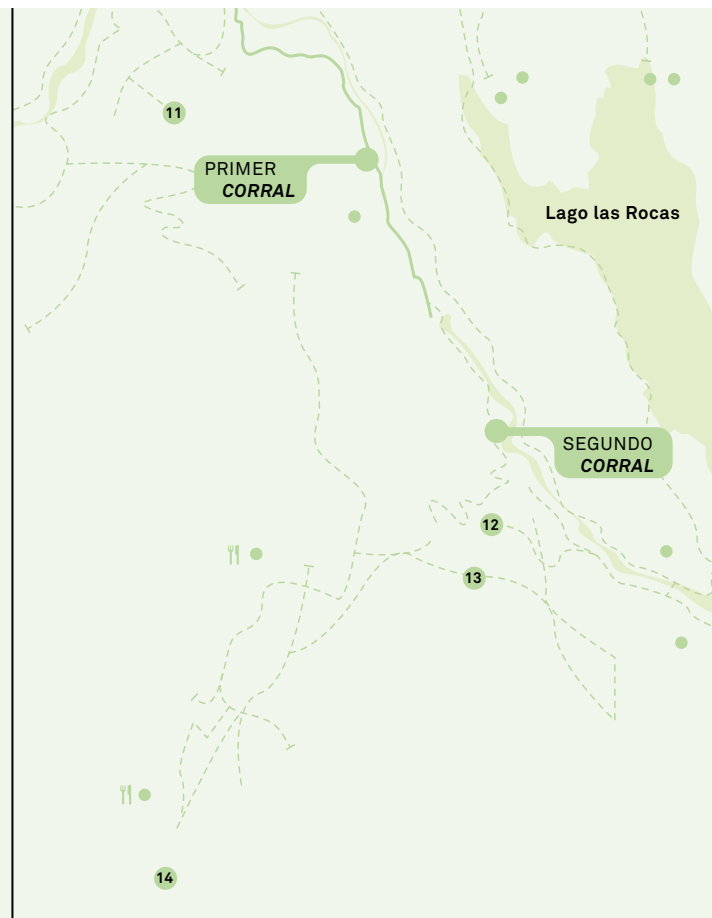 11
PRIMER
CORRAL
Lago las Rocas
SEGUNDO
CORRAL
12
13
14